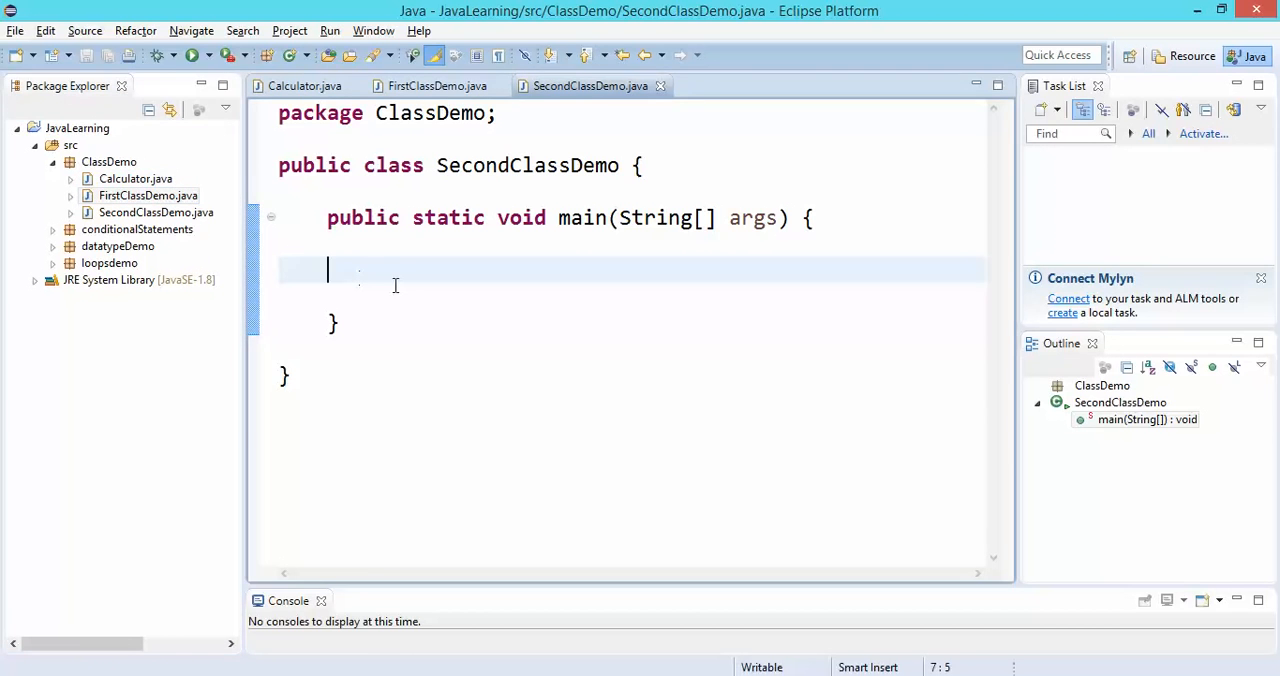 Java - JavaLearning/src/ClassDemo/SecondClassDemo.java - Eclipse Platform
File Edit Source Refactor Navigate Search Project Run Window Help
Quick Access Resource Java
Package Explorer
JavaLearning
src
ClassDemo
Calculator.java
FirstClassDemo.java
SecondClassDemo.java
conditionalStatements
datatypeDemo
loopsdemo
JRE System Library [JavaSE-1.8]
Calculator.java FirstClassDemo.java SecondClassDemo.java
package ClassDemo;
public class SecondClassDemo {
public static void main(String[] args) {
}
}
Task List
Find All Activate...
Connect Mylyn
Connect to your task and ALM tools or
create a local task.
Outline
ClassDemo
SecondClassDemo
main(String[]) : void
Console
No consoles to display at this time.
Writable Smart Insert 7 : 5